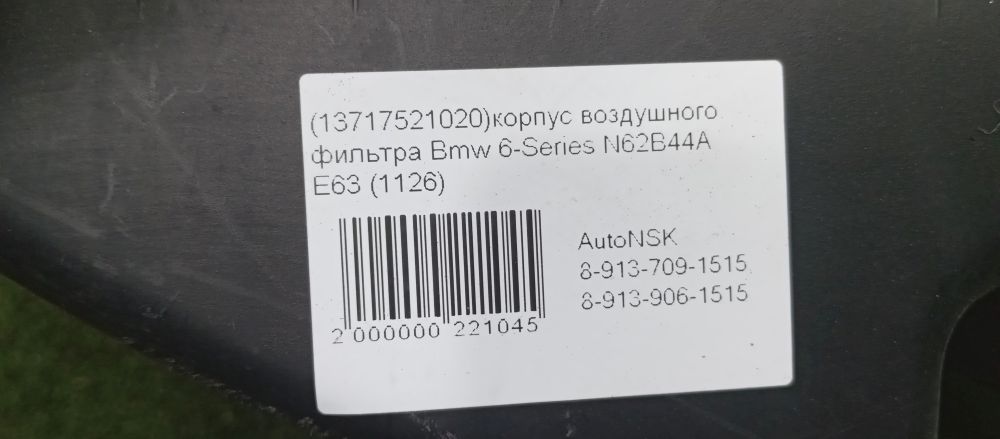 (13717521020)корпус воздушного
фильтра Bmw 6-Series N62B44A
E63 (1126)
AutoNSK
8-913-709-1515
8-913-906-1515
2 000000 221045